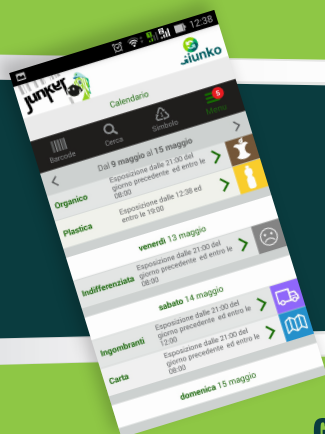 12:38
junker
Giunko
Calendario
Barcode
Cerca
Simbolo
5
Menu
Dal 9 maggio al 15 maggio
Organico
Esposizione dalle 21:00 del
giorno precedente ed entro le
08:00
Plastica
Esposizione dalle 12:38 ed
entro le 19:00
venerdì 13 maggio
Indifferenziata
Esposizione dalle 21:00 del
giorno precedente ed entro le
08:00
sabato 14 maggio
Ingombranti
Esposizione dalle 21:00 del
giorno precedente ed entro le
12:00
Carta
Esposizione dalle 21:00 del
giorno precedente ed entro le
08:00
domenica 15 maggio